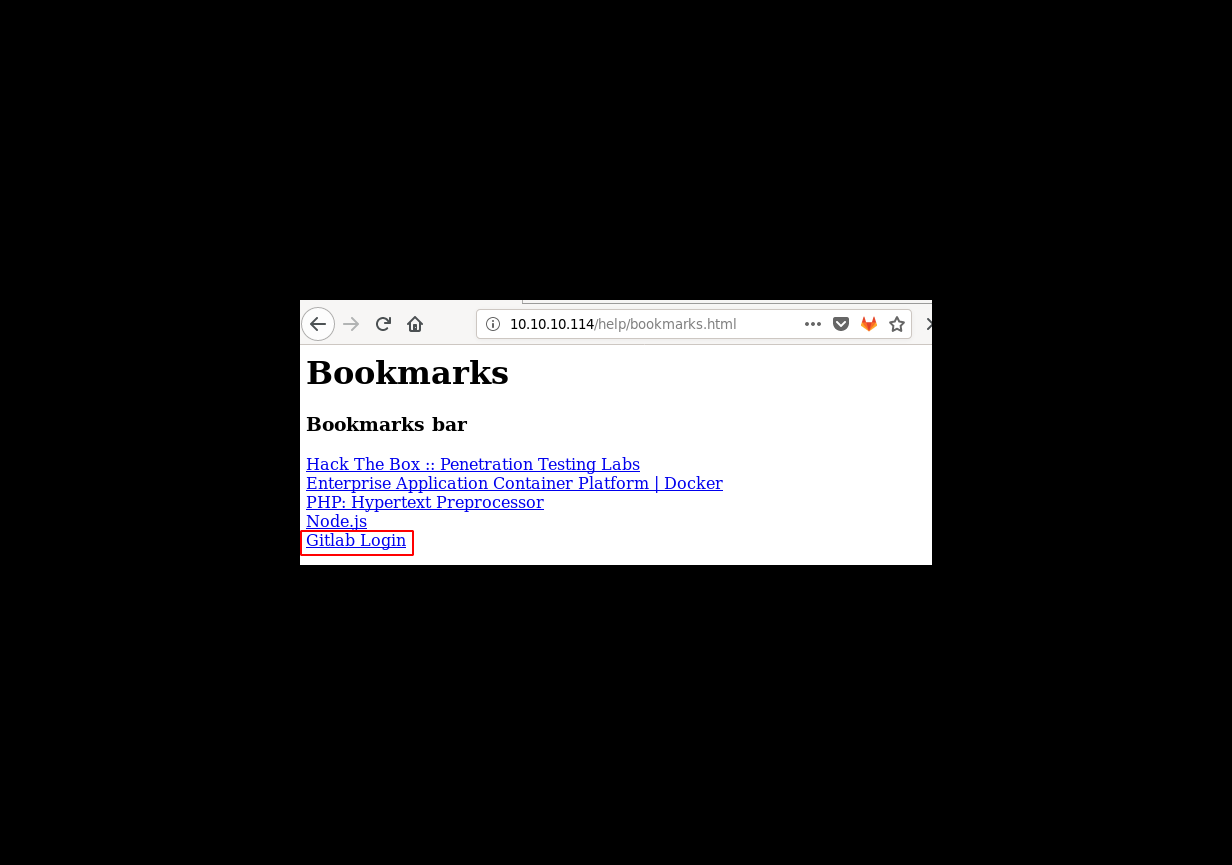 10.10.10.114/help/bookmarks.html
Bookmarks
Bookmarks bar
Hack The Box :: Penetration Testing Labs
Enterprise Application Container Platform | Docker
PHP: Hypertext Preprocessor
Node.js
Gitlab Login